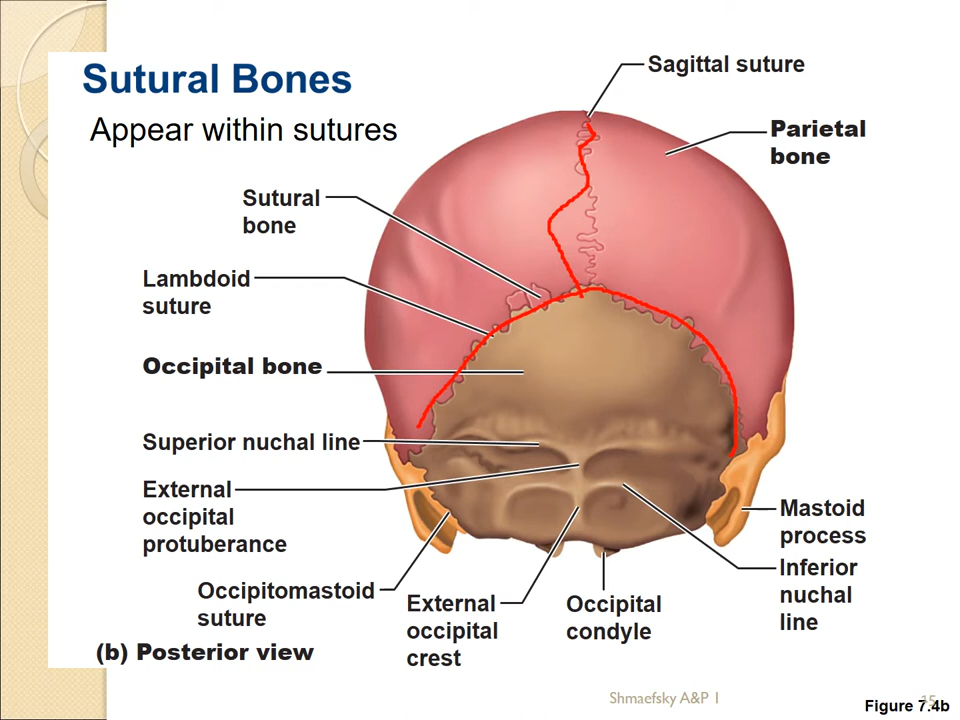 Sutural Bones
Appear within sutures
Sagittal suture
Parietal
bone
Sutural
bone
Lambdoid
suture
Occipital bone
Superior nuchal line
External
occipital
protuberance
Occipitomastoid
suture
External
occipital
crest
Occipital
condyle
Mastoid
process
Inferior
nuchal
line
(b) Posterior view
Shmaefsky A&P 1
15
Figure 7.4b